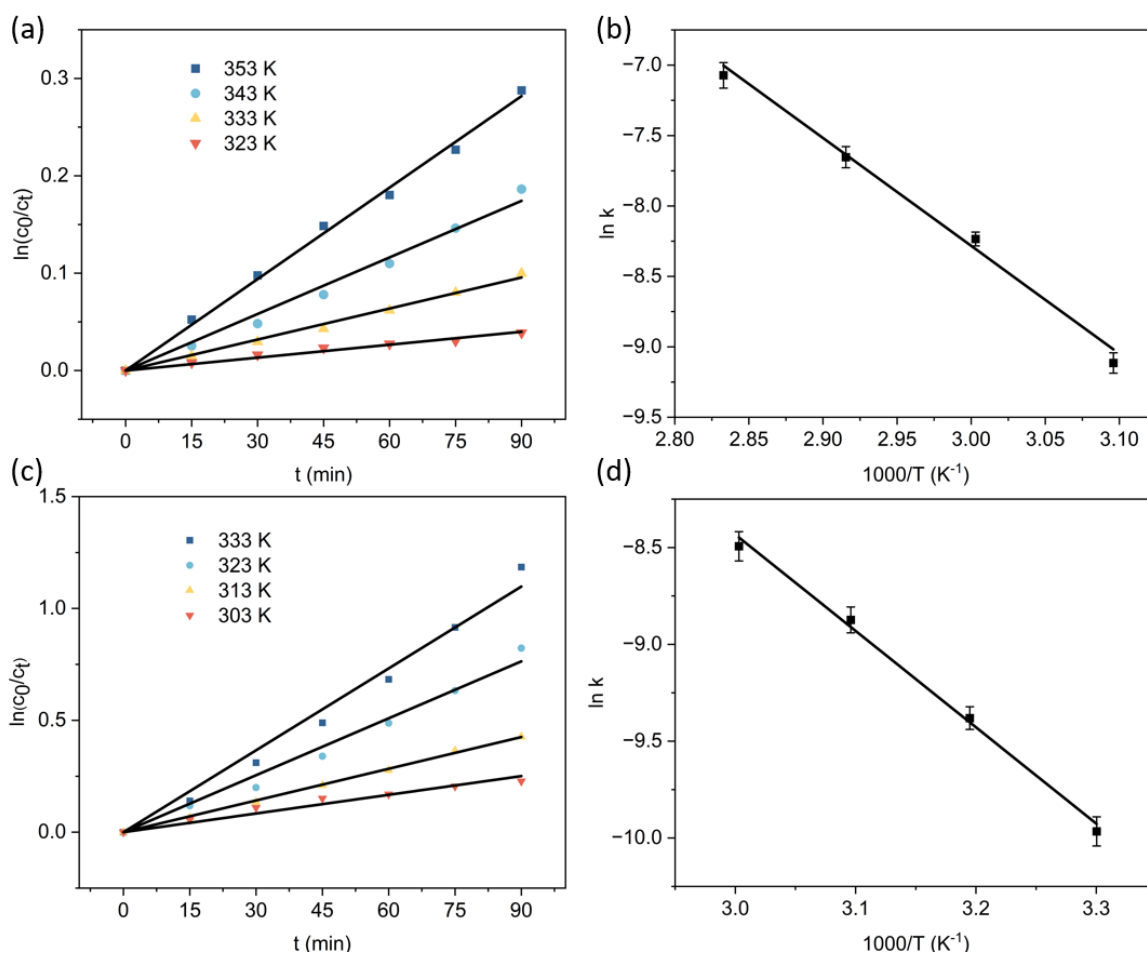 (a)
353 K
343 K
333 K
323 K
0.3
0.2
0.1
0.0
ln(c0/ct)
0 15 30 45 60 75 90
t (min)
(b)
−7.0
−7.5
−8.0
−8.5
−9.0
−9.5
ln k
2.80 2.85 2.90 2.95 3.00 3.05 3.10
1000/T (K-1)
(c)
333 K
323 K
313 K
303 K
1.5
1.0
0.5
0.0
ln(c0/ct)
0 15 30 45 60 75 90
t (min)
(d)
−8.5
−9.0
−9.5
−10.0
ln k
3.0 3.1 3.2 3.3
1000/T (K-1)